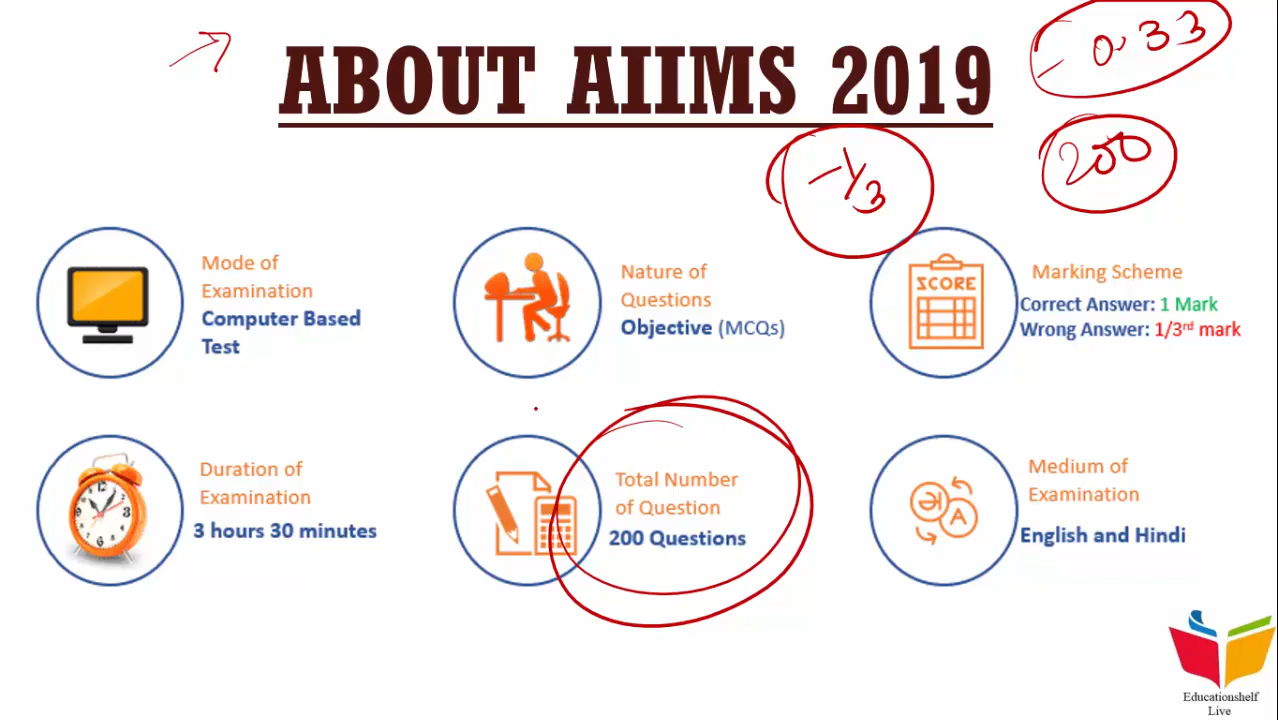 ABOUT AIIMS 2019
- 0.33
200
-1/3
Mode of
Examination
Computer Based
Test
Nature of
Questions
Objective (MCQs)
SCORE
Marking Scheme
Correct Answer: 1 Mark
Wrong Answer: 1/3rd mark
Duration of
Examination
3 hours 30 minutes
Total Number
of Question
200 Questions
अ
A
Medium of
Examination
English and Hindi
Educationshelf
Live